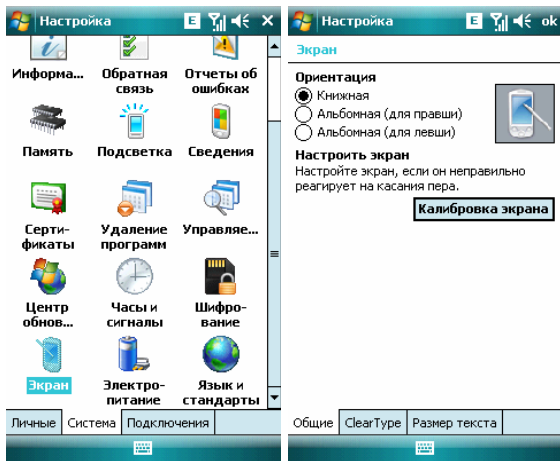 Настройка
E
Информа...
Обратная
связь
Отчеты об
ошибках
Память
Подсветка
Сведения
Серти-
фикаты
Удаление
программ
Управляе...
Центр
обнов...
Часы и
сигналы
Шифро-
вание
Экран
Электро-
питание
Язык и
стандарты
Личные
Система
Подключения
Настройка
E
ok
Экран
Ориентация
Книжная
Альбомная (для правши)
Альбомная (для левши)
Настроить экран
Настройте экран, если он неправильно
реагирует на касания пера.
Калибровка экрана
Общие
ClearType
Размер текста